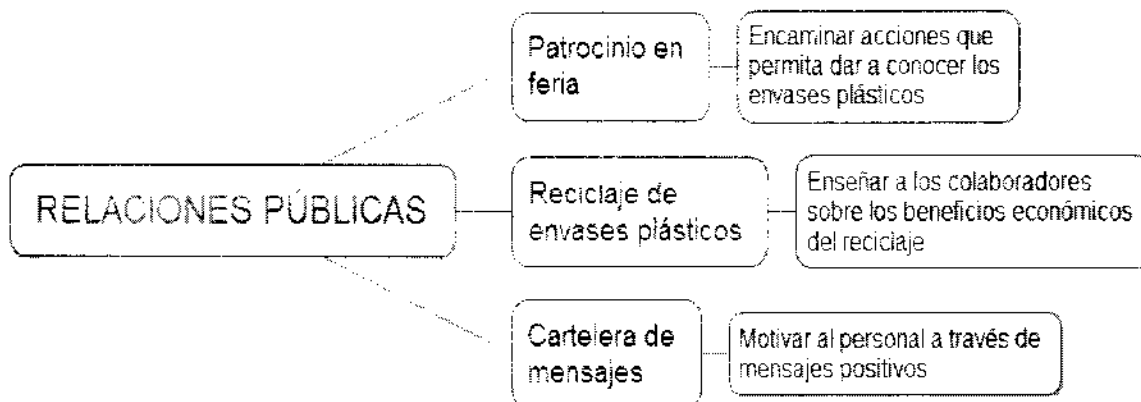 Patrocinio en
feria
Encaminar acciones que
permita dar a conocer los
envases plásticos
RELACIONES PÚBLICAS
Reciclaje de
envases plásticos
Enseñar a los colaboradores
sobre los beneficios económicos
del reciclaje
Cartelera de
mensajes
Motivar al personal a través de
mensajes positivos